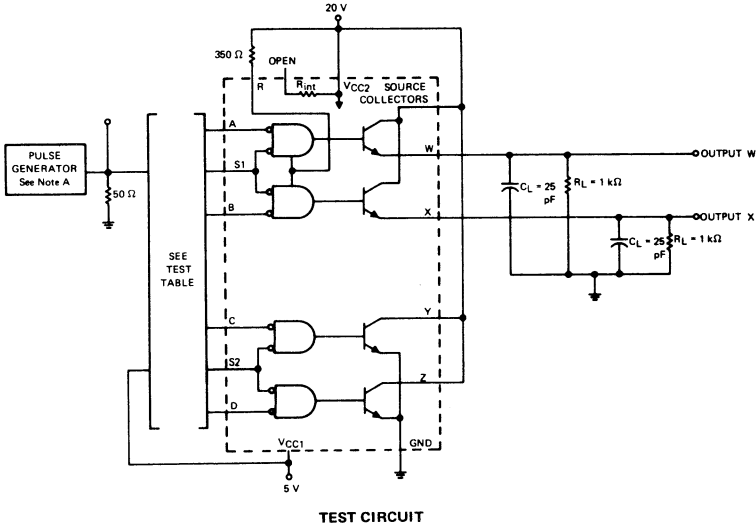 20 V
350 Ω
OPEN
R
Rint
VCC2
SOURCE
COLLECTORS
A
PULSE
GENERATOR
See Note A
50 Ω
S1
B
W
OUTPUT W
CL = 25
pF
RL = 1 kΩ
X
OUTPUT X
CL = 25
pF
RL = 1 kΩ
SEE
TEST
TABLE
C
Y
S2
Z
D
VCC1
GND
5 V
TEST CIRCUIT